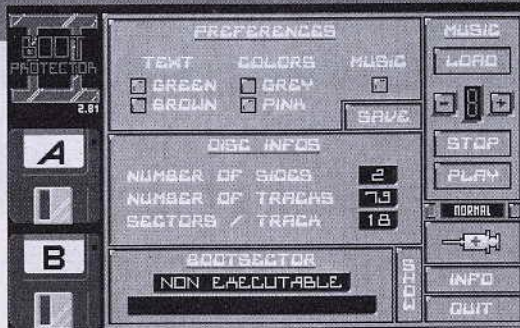 BOOT
PROTECTOR
2.81
A
B
PREFERENCES
TEXT COLORS MUSIC
GREEN GREY
BROWN PINK
SAVE
DISC INFOS
NUMBER OF SIDES 2
NUMBER OF TRACKS 79
SECTORS / TRACK 18
BOOTSECTOR
NON EXECUTABLE
MUSIC
LOAD
- +
STOP
PLAY
NORMAL
INFO
QUIT